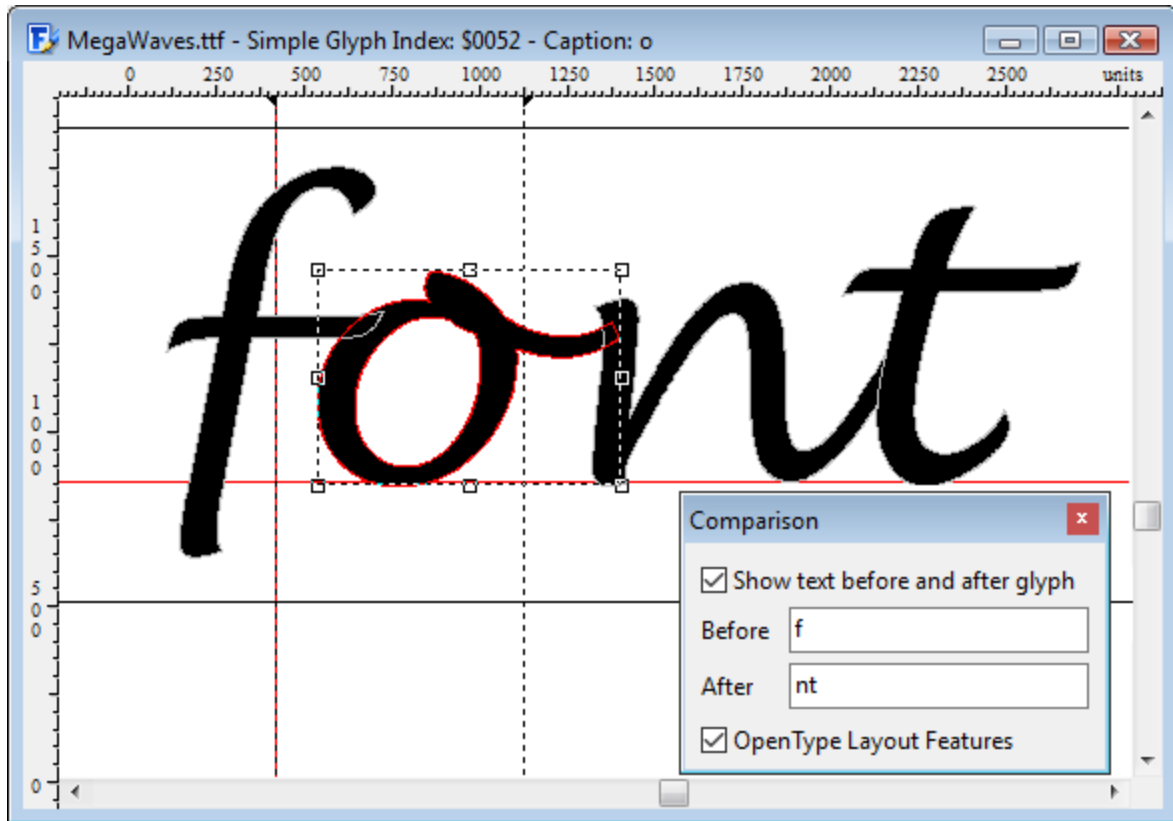 MegaWaves.ttf - Simple Glyph Index: $0052 - Caption: o
0 250 500 750 1000 1250 1500 1750 2000 2250 2500 units
1500
1000
500
0
font
Comparison
Show text before and after glyph
Before f
After nt
OpenType Layout Features